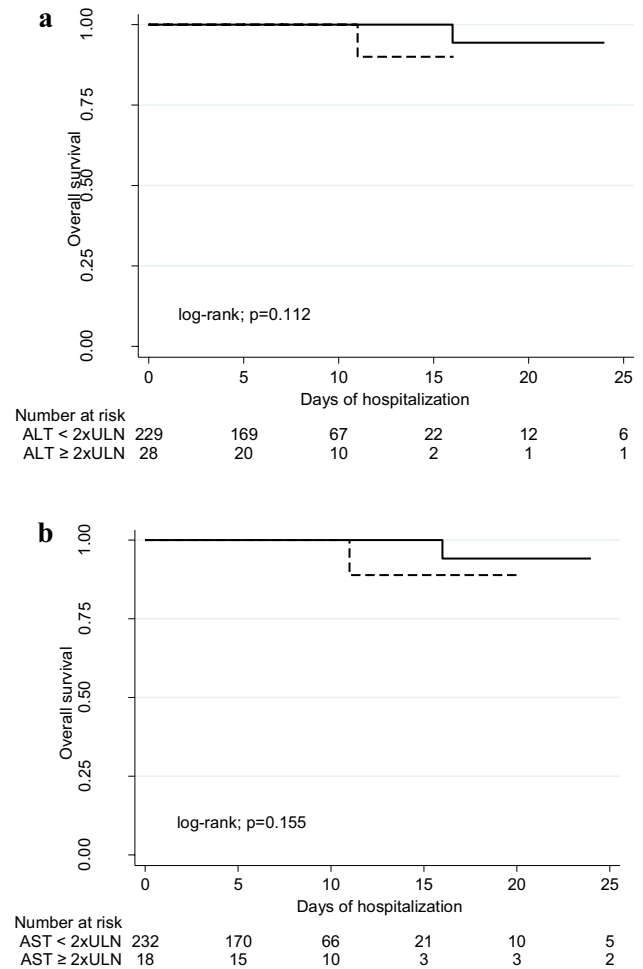 a
Overall survival
1.00
0.75
0.50
0.25
0.00
log-rank; p=0.112
0 5 10 15 20 25
Days of hospitalization
Number at risk
ALT < 2xULN 229 169 67 22 12 6
ALT ≥ 2xULN 28 20 10 2 1 1
b
Overall survival
1.00
0.75
0.50
0.25
0.00
log-rank; p=0.155
0 5 10 15 20 25
Days of hospitalization
Number at risk
AST < 2xULN 232 170 66 21 10 5
AST ≥ 2xULN 18 15 10 3 3 2